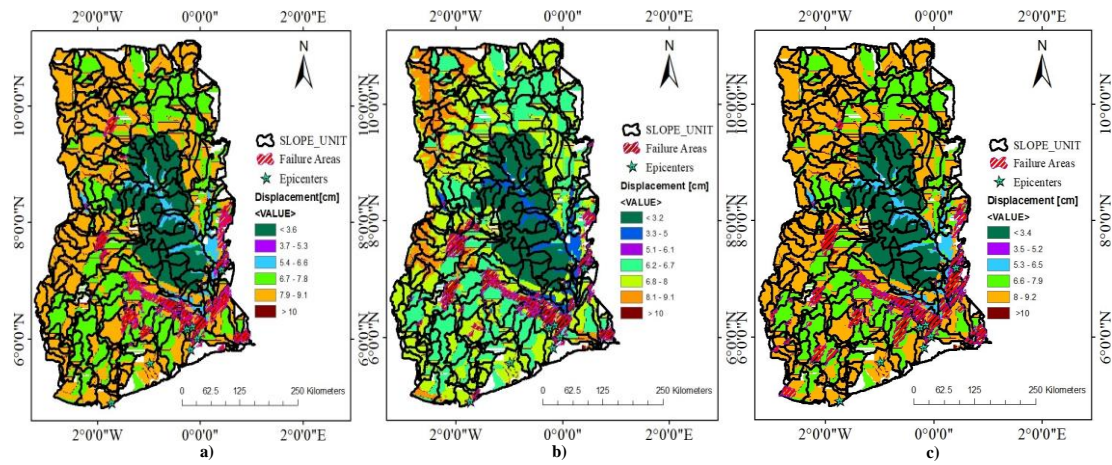 2°0'0"W 0°0'0" 2°0'0"E
10°0'0"N
8°0'0"N
6°0'0"N
N
SLOPE_UNIT
Failure Areas
Epicenters
Displacement[cm]
<VALUE>
< 3.6
3.7 - 5.3
5.4 - 6.6
6.7 - 7.8
7.9 - 9.1
> 10
0 62.5 125 250 Kilometers
2°0'0"W 0°0'0" 2°0'0"E
a)
2°0'0"W 0°0'0" 2°0'0"E
10°0'0"N
8°0'0"N
6°0'0"N
N
SLOPE_UNIT
Failure Areas
Epicenters
Displacement [cm]
<VALUE>
< 3.2
3.3 - 5
5.1 - 6.1
6.2 - 6.7
6.8 - 8
8.1 - 9.1
> 10
0 62.5 125 250 Kilometers
10°0'0"N
8°0'0"N
6°0'0"N
2°0'0"W 0°0'0" 2°0'0"E
b)
2°0'0"W 0°0'0" 2°0'0"E
N
SLOPE_UNIT
Failure Areas
Epicenters
Displacement [cm]
<VALUE>
< 3.4
3.5 - 5.2
5.3 - 6.5
6.6 - 7.9
8 - 9.2
> 10
0 62.5 125 250 Kilometers
10°0'0"N
8°0'0"N
6°0'0"N
2°0'0"W 0°0'0" 2°0'0"E
c)